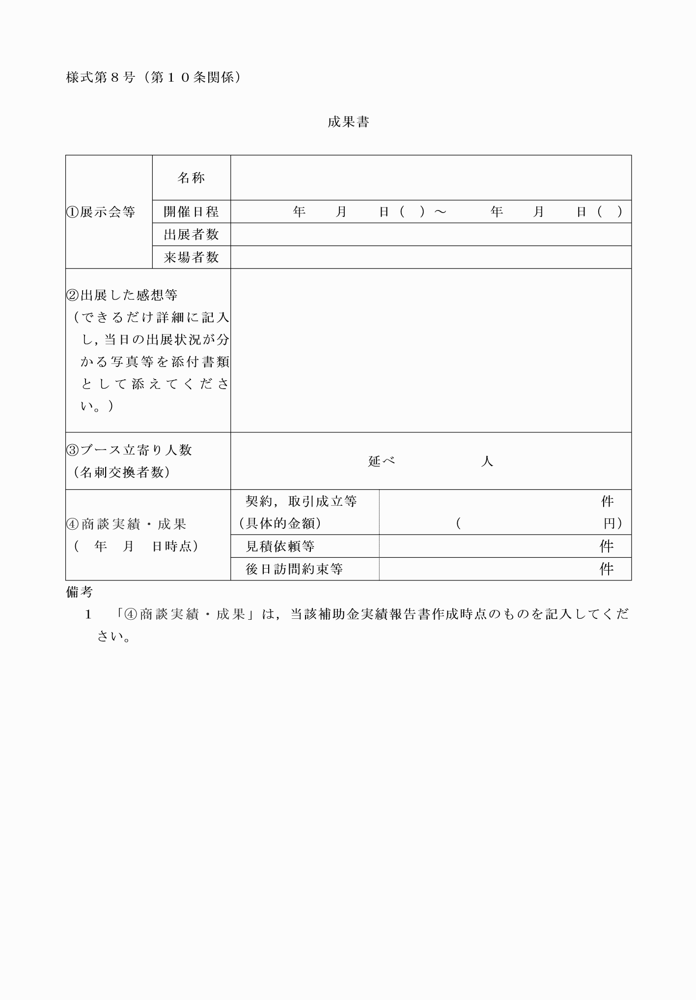 様式第８号（第１０条関係）
成果書
①展示会等
名称
開催日程
年　　月　　日（　）～　　　年　　月　　日（　）
出展者数
来場者数
②出展した感想等
（できるだけ詳細に記入
し，当日の出展状況が分
かる写真等を添付書類
として添えてくださ
い。）
③ブース立寄り人数
（名刺交換者数）
延べ　　　　　　人
④商談実績・成果
（　年　月　日時点）
契約，取引成立等
（具体的金額）
件
（　　　　　　　　　　円）
見積依頼等
件
後日訪問約束等
件
備考
１　「④商談実績・成果」は，当該補助金実績報告書作成時点のものを記入してくだ
さい。